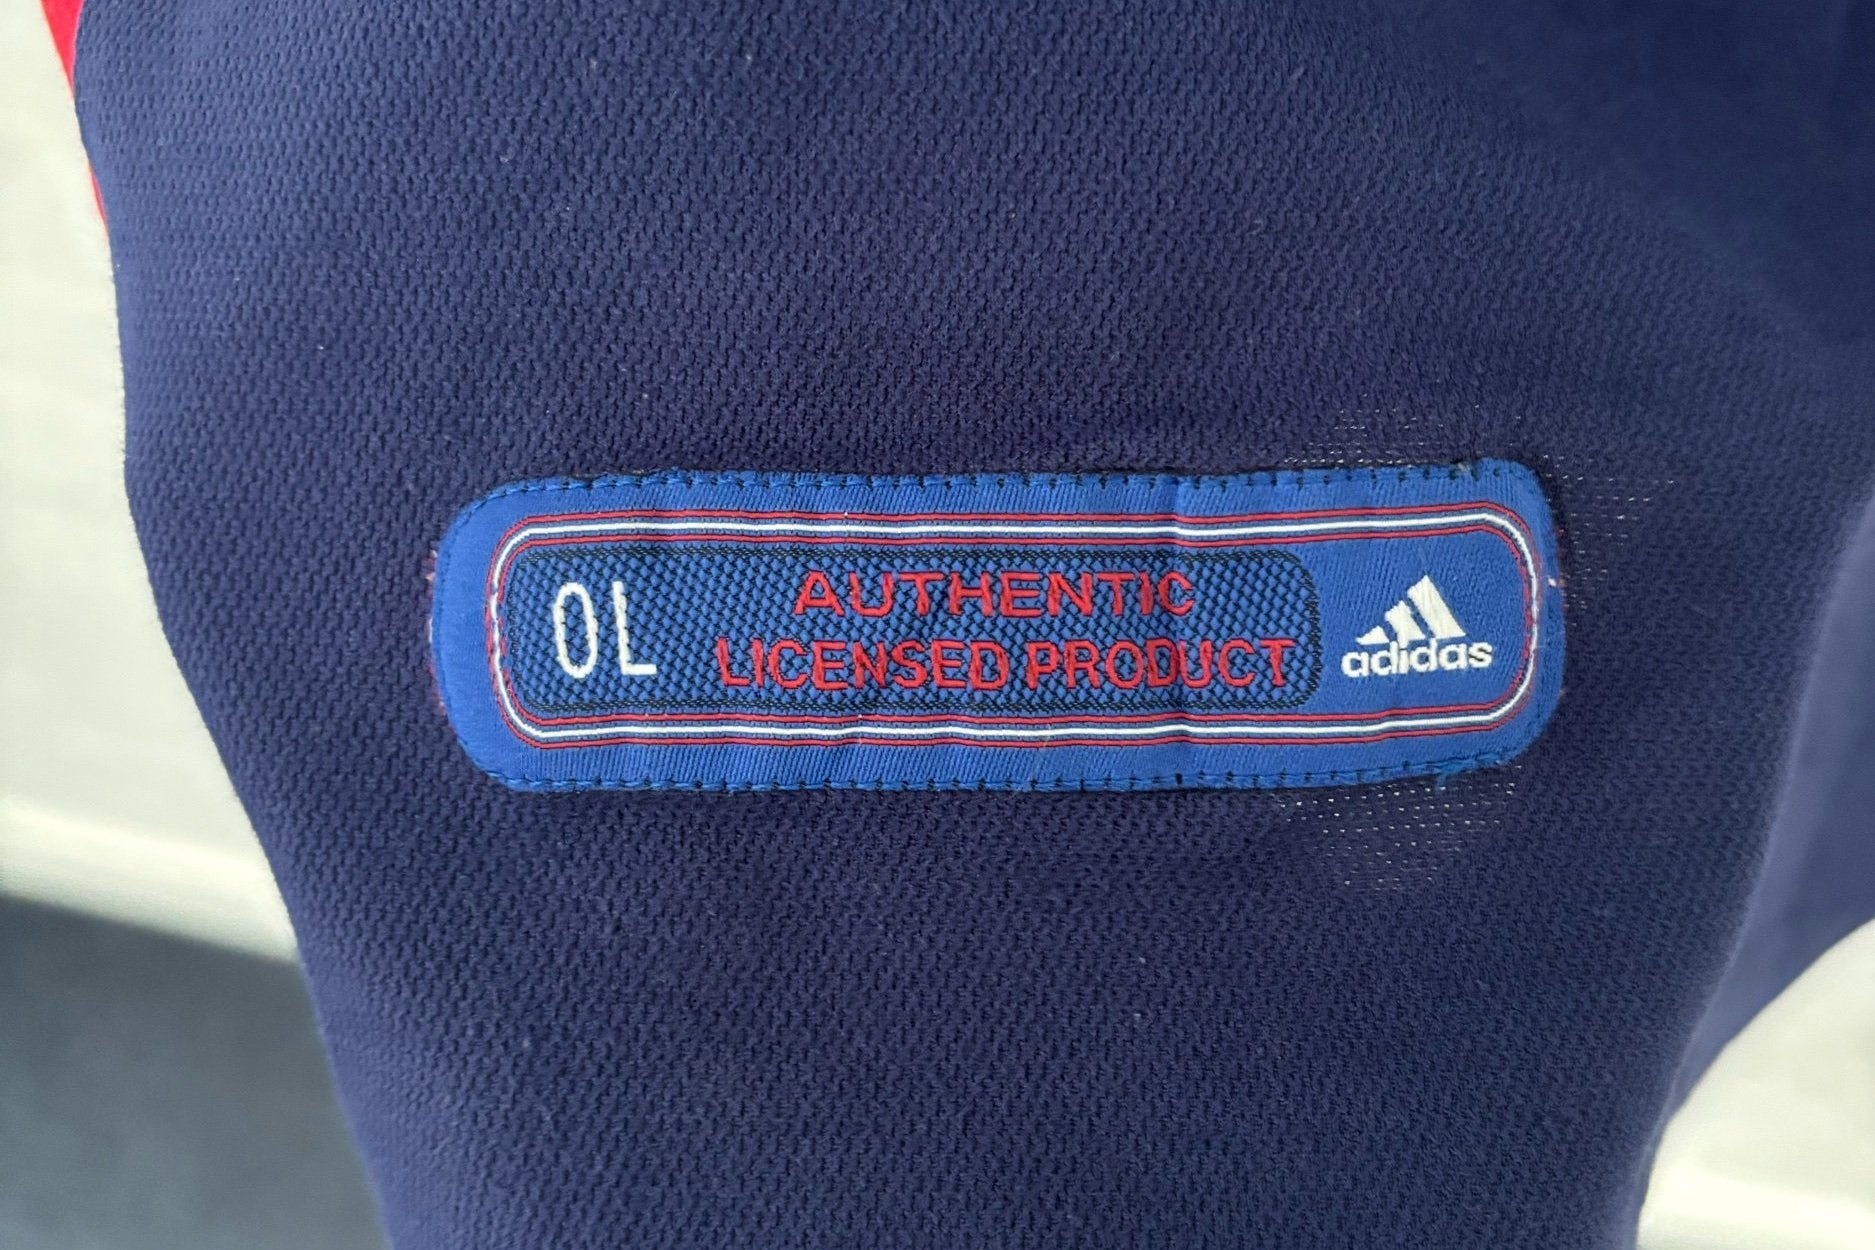 OL
AUTHENTIC
LICENSED PRODUCT
adidas